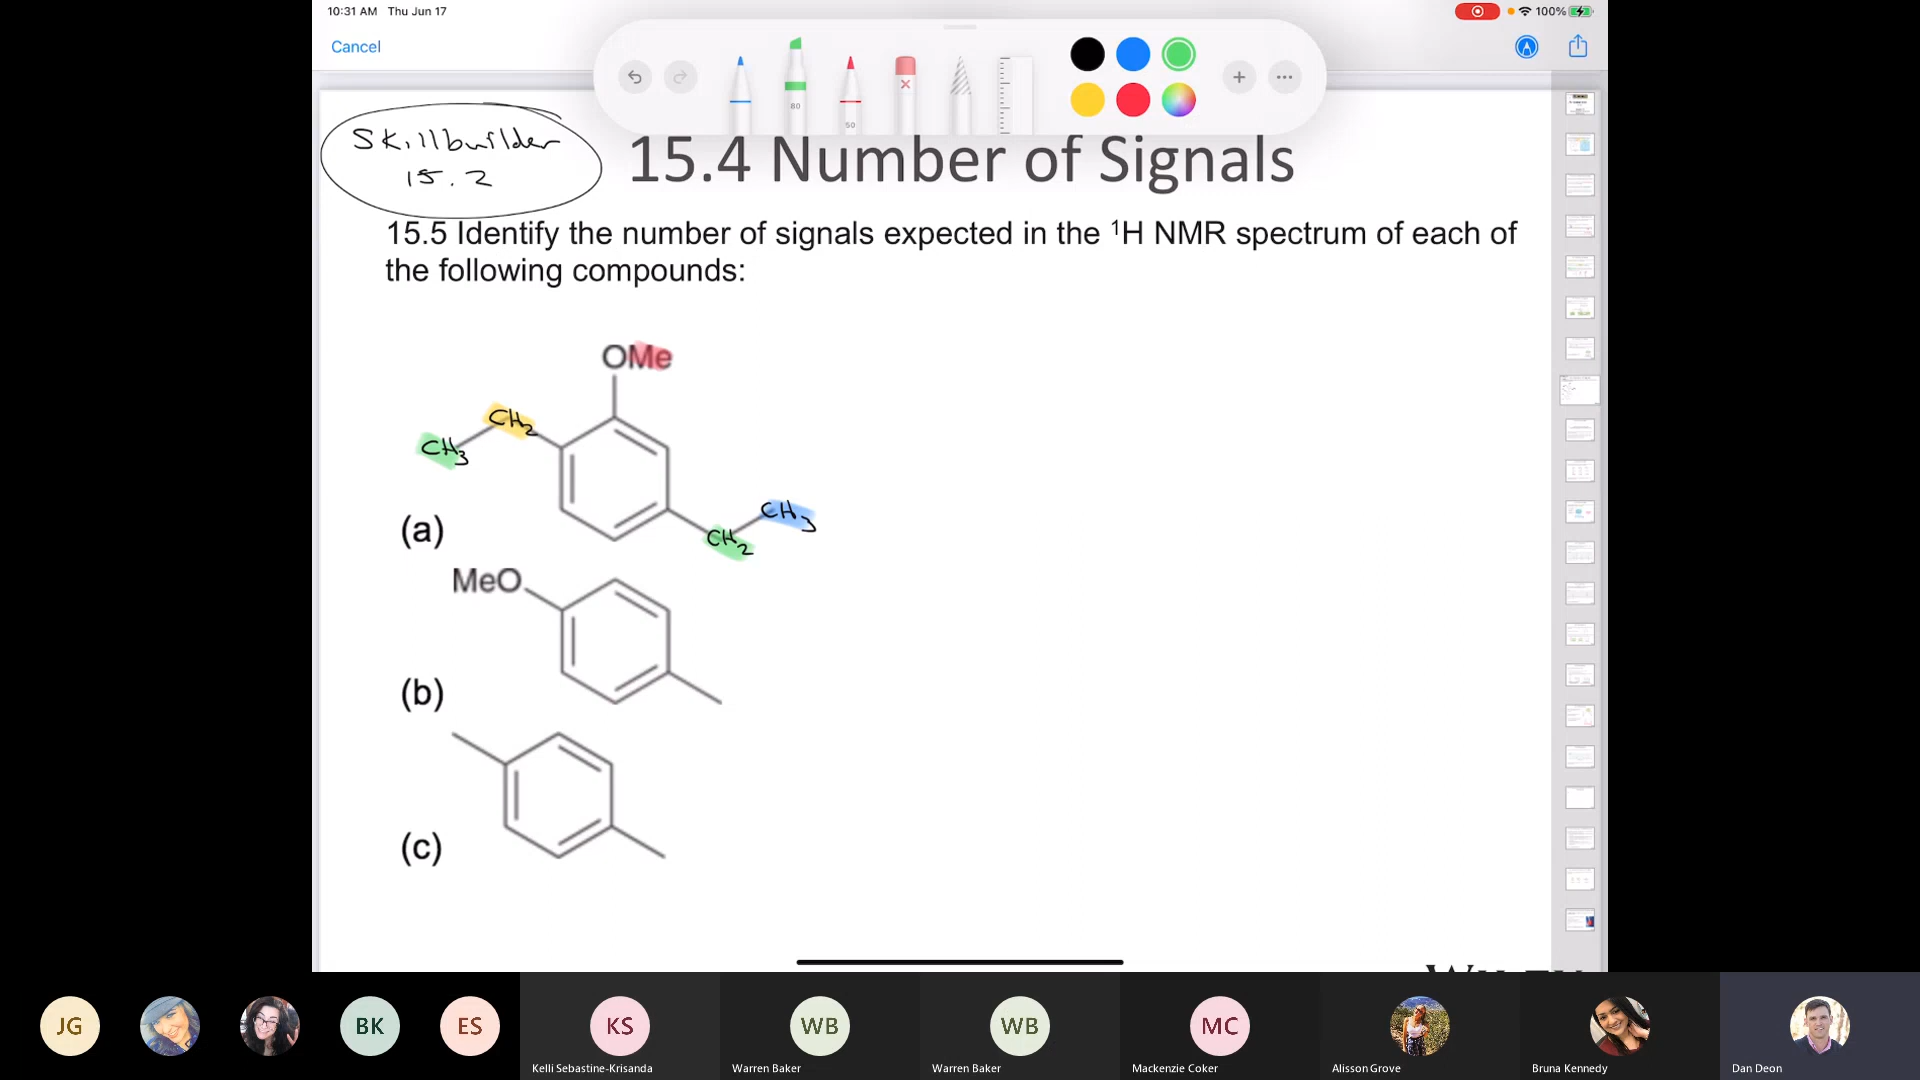 10:31 AM Thu Jun 17
100%
Cancel
80
50
Skillbuilder
15.2
15.4 Number of Signals
15.5 Identify the number of signals expected in the ¹H NMR spectrum of each of
the following compounds:
OMe
CH₂
CH₃
CH₃
CH₂
(a)
MeO
(b)
(c)
JG
BK
ES
KS
WB
WB
MC
Kelli Sebastine-Krisanda
Warren Baker
Warren Baker
Mackenzie Coker
Alisson Grove
Bruna Kennedy
Dan Deon